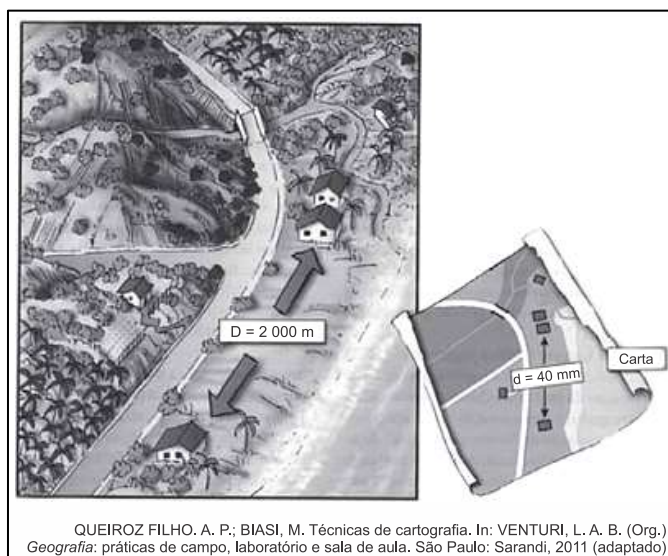 D = 2 000 m
Carta
d = 40 mm
QUEIROZ FILHO. A. P.; BIASI, M. Técnicas de cartografia. In: VENTURI, L. A. B. (Org.)
Geografia: práticas de campo, laboratório e sala de aula. São Paulo: Sarandi, 2011 (adaptado)